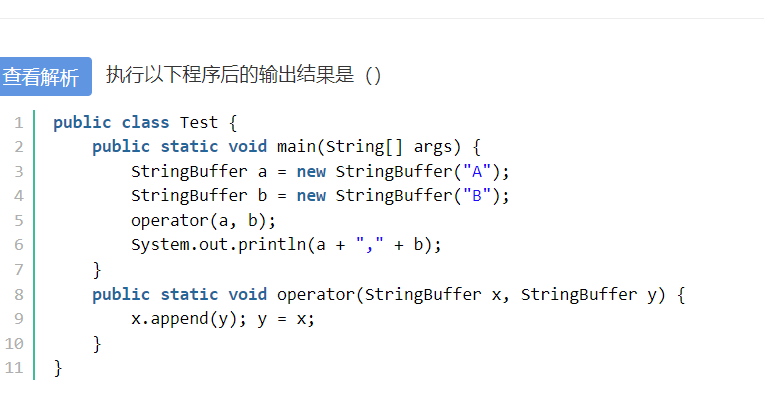 查看解析 执行以下程序后的输出结果是（）
1 public class Test {
2     public static void main(String[] args) {
3         StringBuffer a = new StringBuffer("A");
4         StringBuffer b = new StringBuffer("B");
5         operator(a, b);
6         System.out.println(a + "," + b);
7     }
8     public static void operator(StringBuffer x, StringBuffer y) {
9         x.append(y); y = x;
10     }
11 }